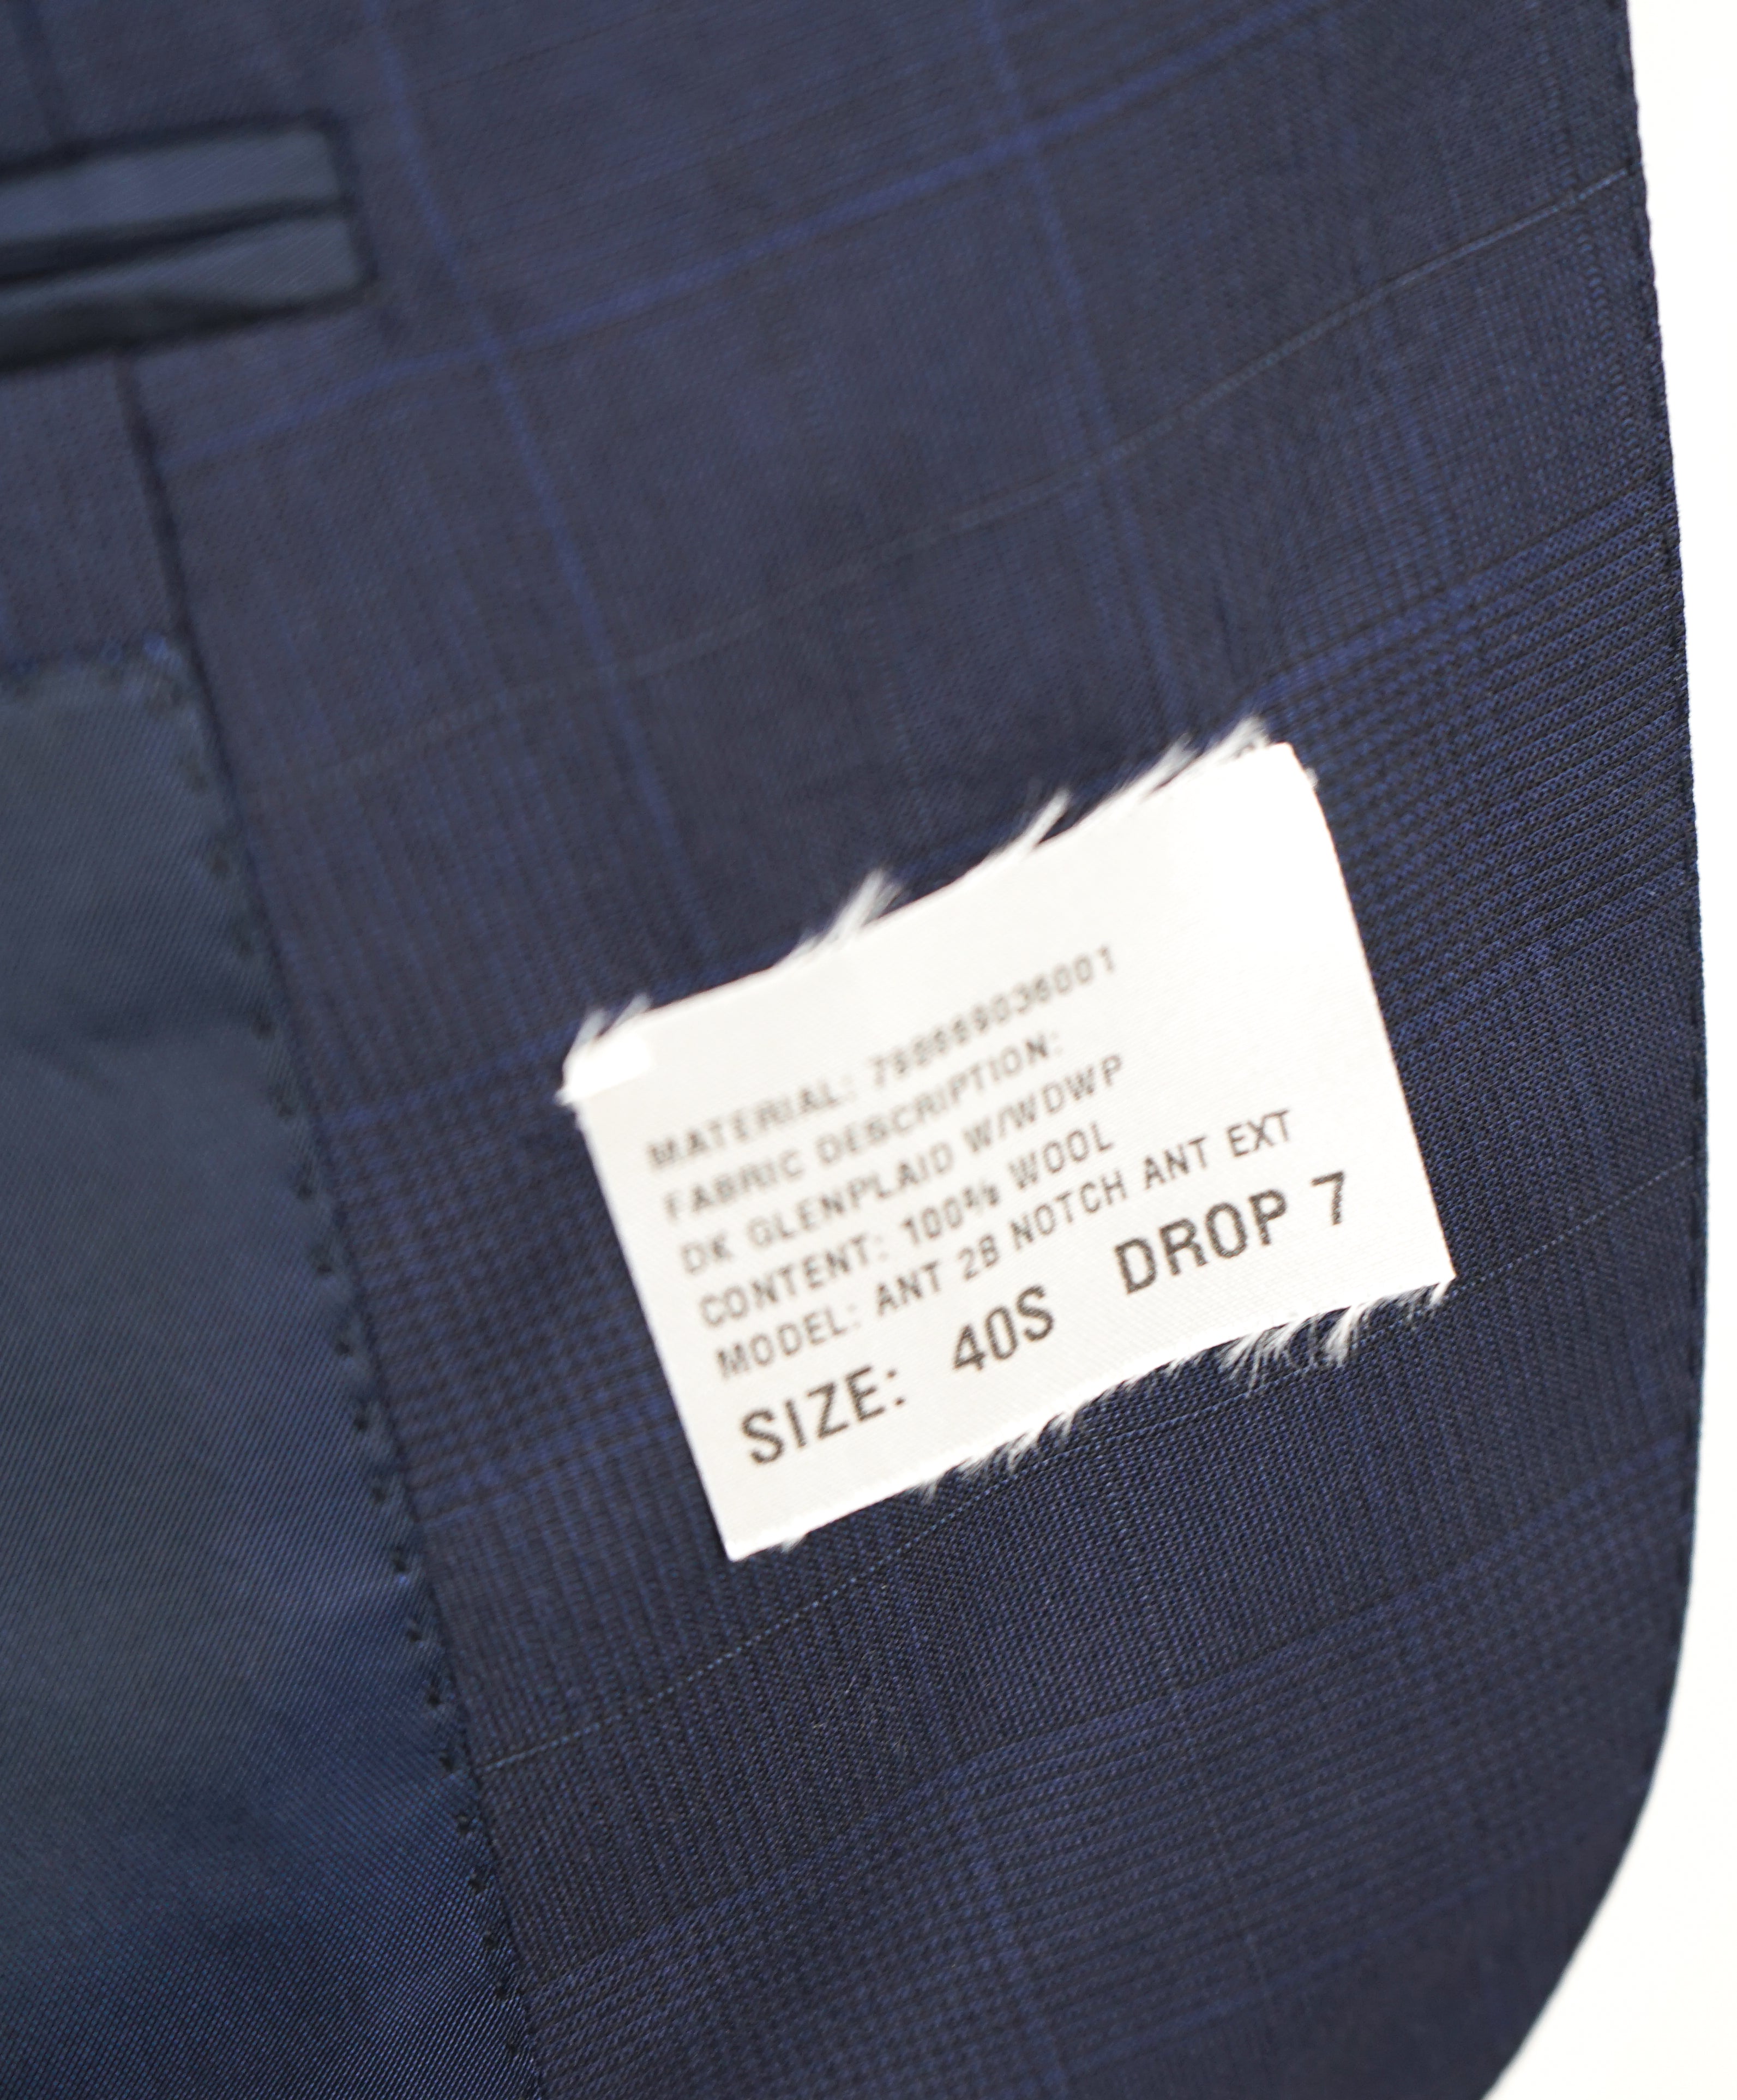 MATERIAL:
FABRIC DESCRIPTION:
DK GLENPLAID W/WDWP
CONTENT: 100% WOOL
MODEL: ANT 2B NOTCH ANT EXT
SIZE: 40S DROP 7